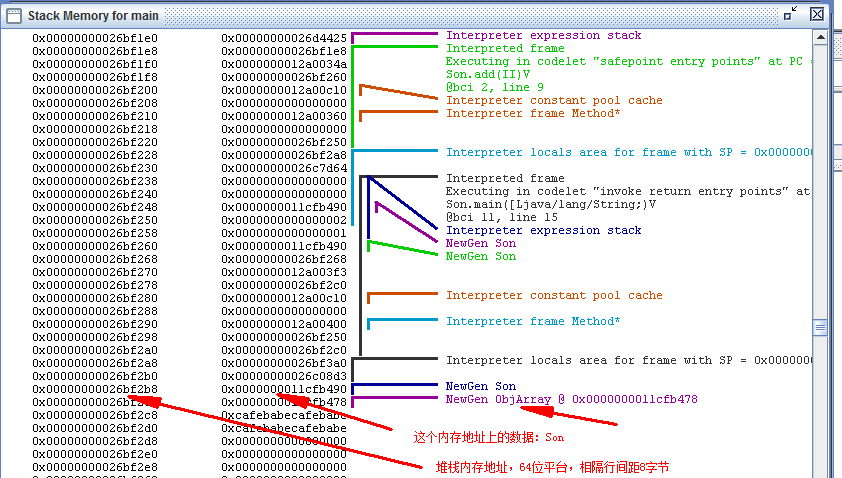 Stack Memory for main
0x00000000026bf1e0 0x00000000026d4425 Interpreter expression stack
0x00000000026bf1e8 0x00000000026bf1e8 Interpreted frame
0x00000000026bf1f0 0x0000000012a0034a Executing in codelet "safepoint entry points" at PC
0x00000000026bf1f8 0x00000000026bf260 Son.add(II)V
0x00000000026bf200 0x0000000012a00c10 @bci 2, line 9
0x00000000026bf208 0x0000000000000000 Interpreter constant pool cache
0x00000000026bf210 0x0000000012a00360 Interpreter frame Method*
0x00000000026bf218 0x0000000000000000
0x00000000026bf220 0x00000000026bf250
0x00000000026bf228 0x00000000026bf2a8 Interpreter locals area for frame with SP = 0x0000000
0x00000000026bf230 0x00000000026c7d64
0x00000000026bf238 0x0000000000000000 Interpreted frame
0x00000000026bf240 0x0000000000000000 Executing in codelet "invoke return entry points" at
0x00000000026bf248 0x0000000011cfb490 Son.main([Ljava/lang/String;)V
0x00000000026bf250 0x0000000000000002 @bci 11, line 15
0x00000000026bf258 0x0000000000000001 Interpreter expression stack
0x00000000026bf260 0x0000000011cfb490 NewGen Son
0x00000000026bf268 0x00000000026bf268 NewGen Son
0x00000000026bf270 0x0000000012a003f3
0x00000000026bf278 0x00000000026bf2c0
0x00000000026bf280 0x0000000012a00c10 Interpreter constant pool cache
0x00000000026bf288 0x0000000000000000
0x00000000026bf290 0x0000000012a00400 Interpreter frame Method*
0x00000000026bf298 0x00000000026bf250
0x00000000026bf2a0 0x00000000026bf2c0
0x00000000026bf2a8 0x00000000026bf3a0 Interpreter locals area for frame with SP = 0x0000000
0x00000000026bf2b0 0x00000000026c08d3
0x00000000026bf2b8 0x0000000011cfb490 NewGen Son
NewGen ObjArray @ 0x0000000011cfb478
0x00000000026bf2c8 0xcafebabecafebabe
0x00000000026bf2d0 0xcafebabecafebabe
这个内存地址上的数据：Son
0x00000000026bf2d8 0x0000000000000000
0x00000000026bf2e0 0x0000000000000000
0x00000000026bf2e8 0x0000000000000000
堆栈内存地址，64位平台，相隔行间距8字节